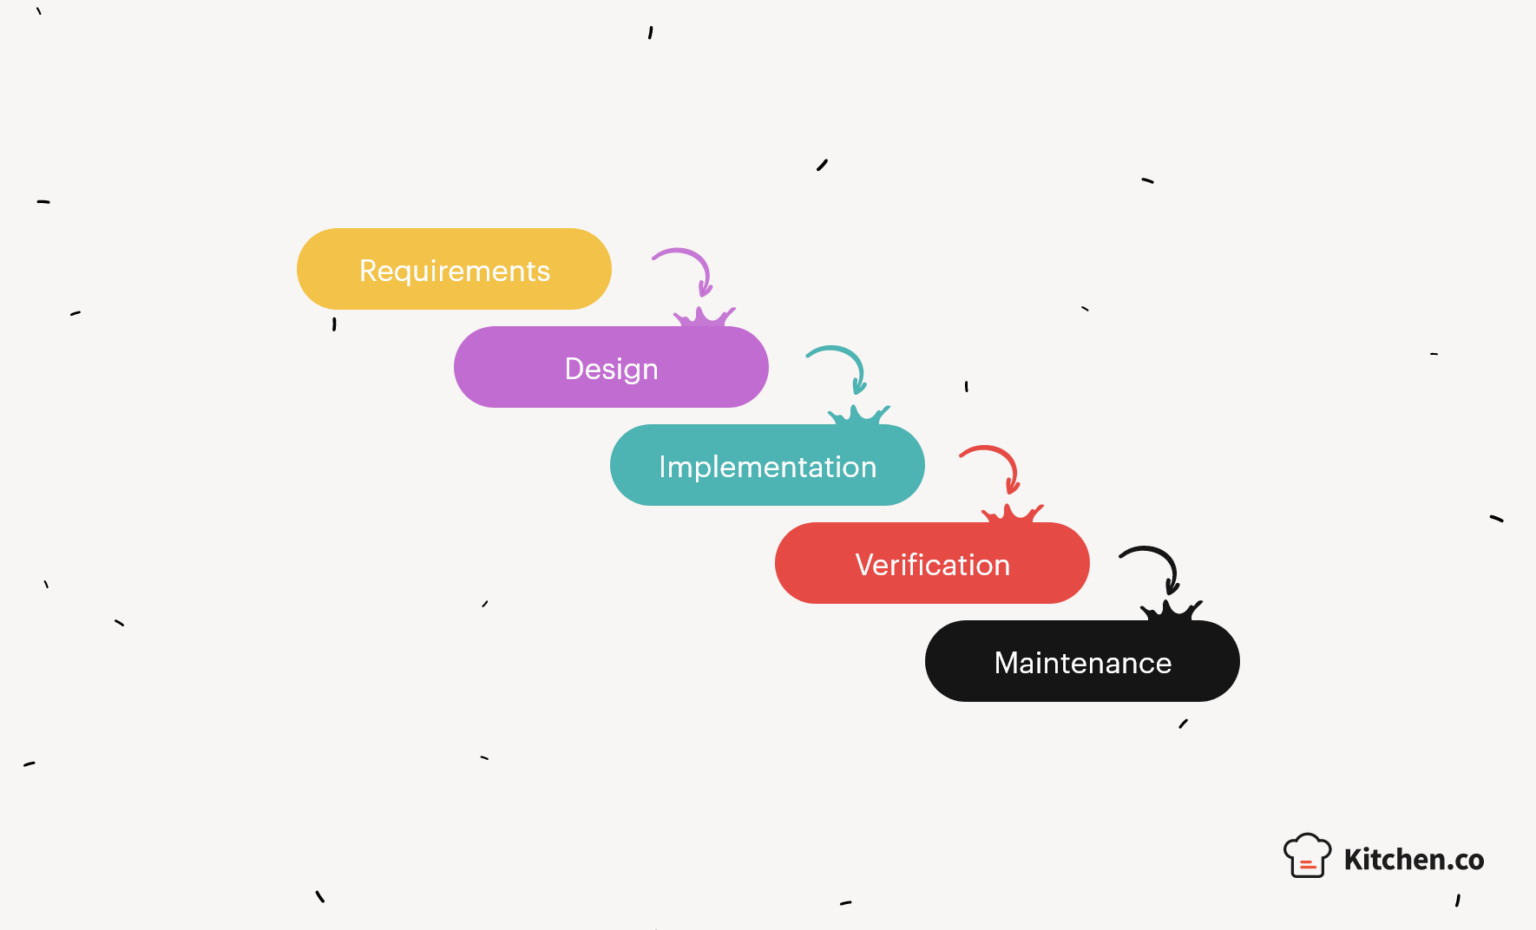 Requirements
Design
Implementation
Verification
Maintenance
Kitchen.co